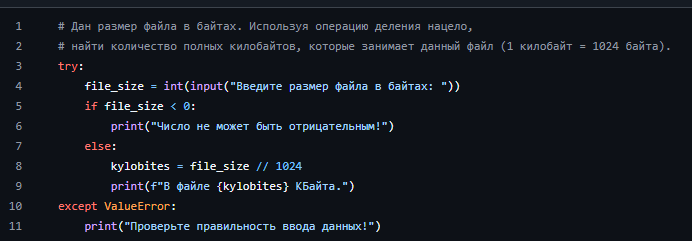 1 # Дан размер файла в байтах. Используя операцию деления нацело,
2 # найти количество полных килобайтов, которые занимает данный файл (1 килобайт = 1024 байта).
3 try:
4     file_size = int(input("Введите размер файла в байтах: "))
5     if file_size < 0:
6         print("Число не может быть отрицательным!")
7     else:
8         kylobites = file_size // 1024
9         print(f"В файле {kylobites} КБайта.")
10 except ValueError:
11     print("Проверьте правильность ввода данных!")